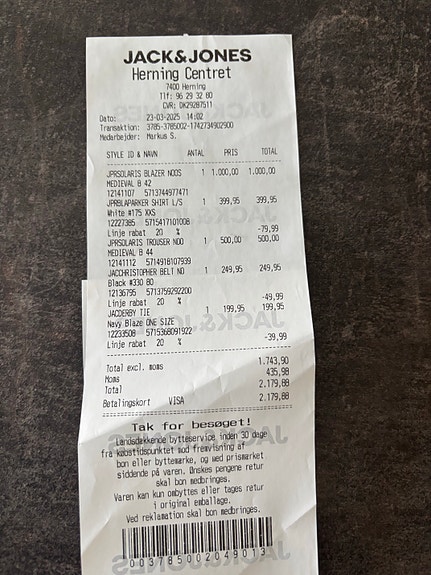 JACK&JONES
Herning Centret
7400 Herning
Tlf: 96 29 32 80
CVR: DK29287511
Dato: 23-03-2025 14:02
Transaktion: 3785-3785002-1742734902900
Medarbejder: Markus S.
STYLE ID & NAVN ANTAL PRIS TOTAL
JPRSOLARIS BLAZER NOOS 1 1.000,00 1.000,00
MEDIEVAL B 42
12141107 5713744977471
JPRBLAPARKER SHIRT L/S 1 399,95 399,95
White #175 XXS
12227385 5715417101008
Linje rabat 20 % -79,99
JPRSOLARIS TROUSER NOO 1 500,00 500,00
MEDIEVAL B 44
12141112 5714918107939
JACCHRISTOPHER BELT NO 1 249,95 249,95
Black #330 80
12136795 5713759292200
Linje rabat 20 % -49,99
JACDERBY TIE 1 199,95 199,95
Navy Blaze ONE SIZE
12233508 5715368091922
Linje rabat 20 % -39,99
Total excl. moms 1.743,90
Moms 435,98
Total 2.179,88
Betalingskort VISA 2.179,88
Tak for besøget!
Landsdækkende bytteservice inden 30 dage
fra købstidspunktet mod fremvisning af
bon eller byttemærke, og med prismærket
siddende på varen. Ønskes pengene retur
skal bon medbringes.
Varen kan kun ombyttes eller tages retur
i original emballage.
Ved reklamation skal bon medbringes.
003785002049013